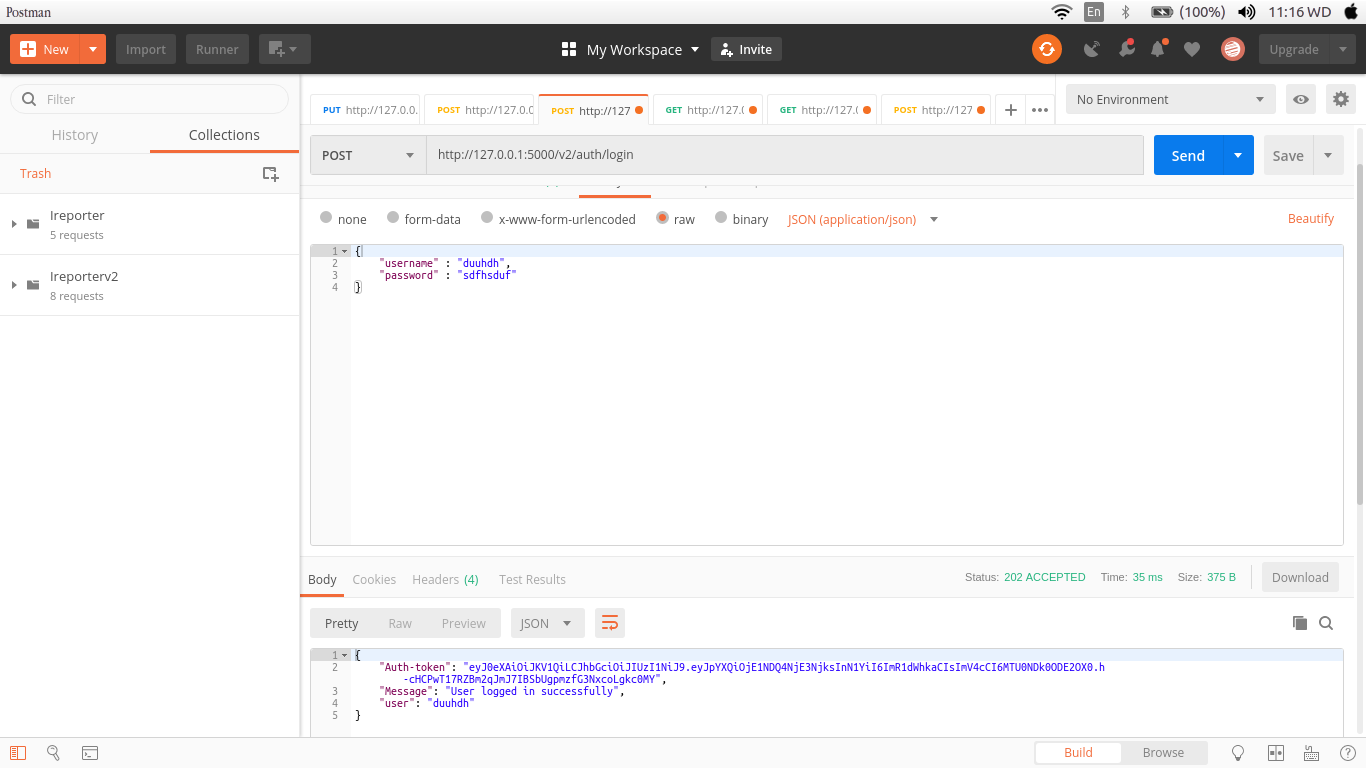 Postman
En
(100%)
11:16 WD
New
Import
Runner
My Workspace
Invite
Upgrade
Filter
History
Collections
Trash
Ireporter
5 requests
Ireporterv2
8 requests
PUT http://127.0.0.
POST http://127.0.0
POST http://127
GET http://127.(
GET http://127.(
POST http://127
No Environment
POST
http://127.0.0.1:5000/v2/auth/login
Send
Save
none
form-data
x-www-form-urlencoded
raw
binary
JSON (application/json)
Beautify
1 {
2 "username" : "duuhdh",
3 "password" : "sdfhsduf"
4 }
Body
Cookies
Headers (4)
Test Results
Status: 202 ACCEPTED
Time: 35 ms
Size: 375 B
Download
Pretty
Raw
Preview
JSON
1 {
2 "Auth-token": "eyJ0eXAiOiJKV1QiLCJhbGciOiJIUzI1NiJ9.eyJpYXQiOjE1NDQ4NjE3NjksInN1YiI6ImR1dWhkaCIsImV4cCI6MTU0NDk0ODE2OX0.h
-cHCPwT17RZBm2qJmJ7IBSbUgpmzfG3NxcoLgkc0MY",
3 "Message": "User logged in successfully",
4 "user": "duuhdh"
5 }
Build
Browse